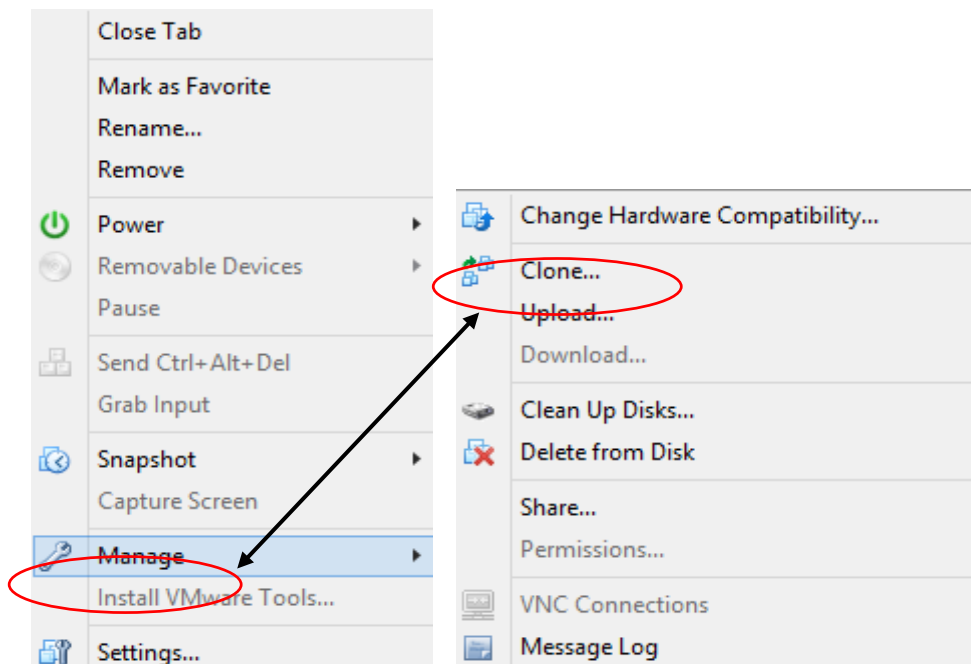 Close Tab
Mark as Favorite
Rename...
Remove
Power
Removable Devices
Pause
Send Ctrl+Alt+Del
Grab Input
Snapshot
Capture Screen
Manage
Install VMware Tools...
Settings...
Change Hardware Compatibility...
Clone...
Upload...
Download...
Clean Up Disks...
Delete from Disk
Share...
Permissions...
VNC Connections
Message Log